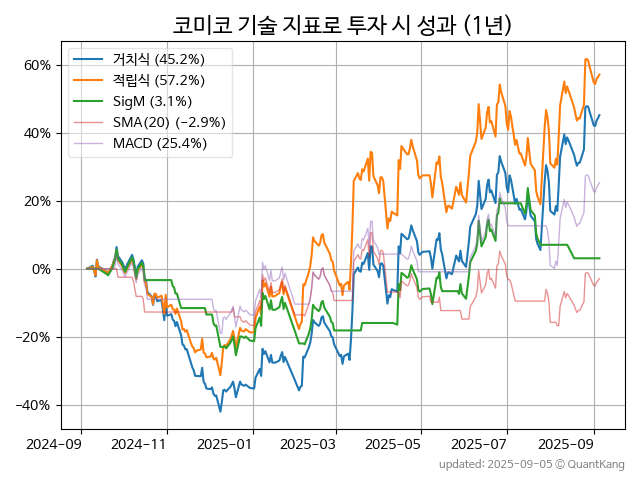 코미코 기술 지표로 투자 시 성과 (1년)
거치식 (45.2%)
적립식 (57.2%)
SigM (3.1%)
SMA(20) (−2.9%)
MACD (25.4%)
60%
40%
20%
0%
−20%
−40%
2024-09
2024-11
2025-01
2025-03
2025-05
2025-07
2025-09
updated: 2025-09-05 © QuantKang